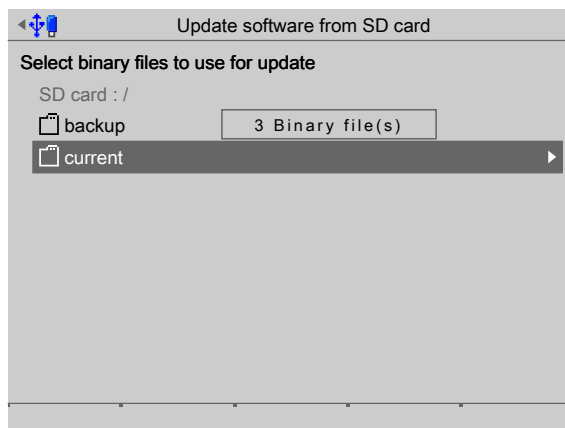 Update software from SD card
Select binary files to use for update
SD card : /
backup 3 Binary file(s)
current